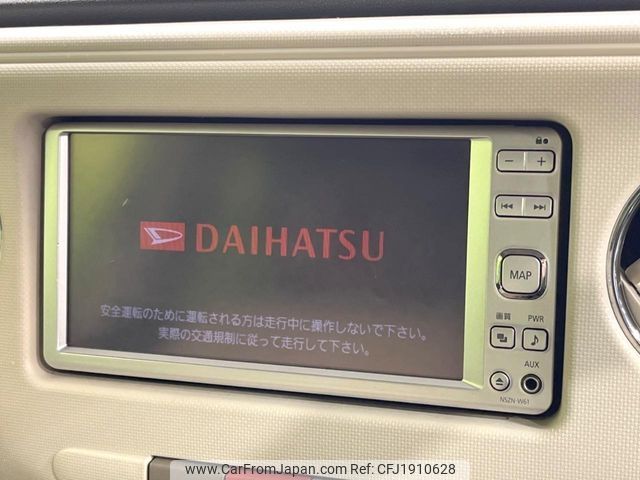 DAIHATSU
安全運転のために運転される方は走行中に操作しないで下さい。
実際の交通規制に従って走行して下さい。
− +
MAP
画質 PWR
AUX
NSZN-W61
www.CarFromJapan.com - CFJ1910628